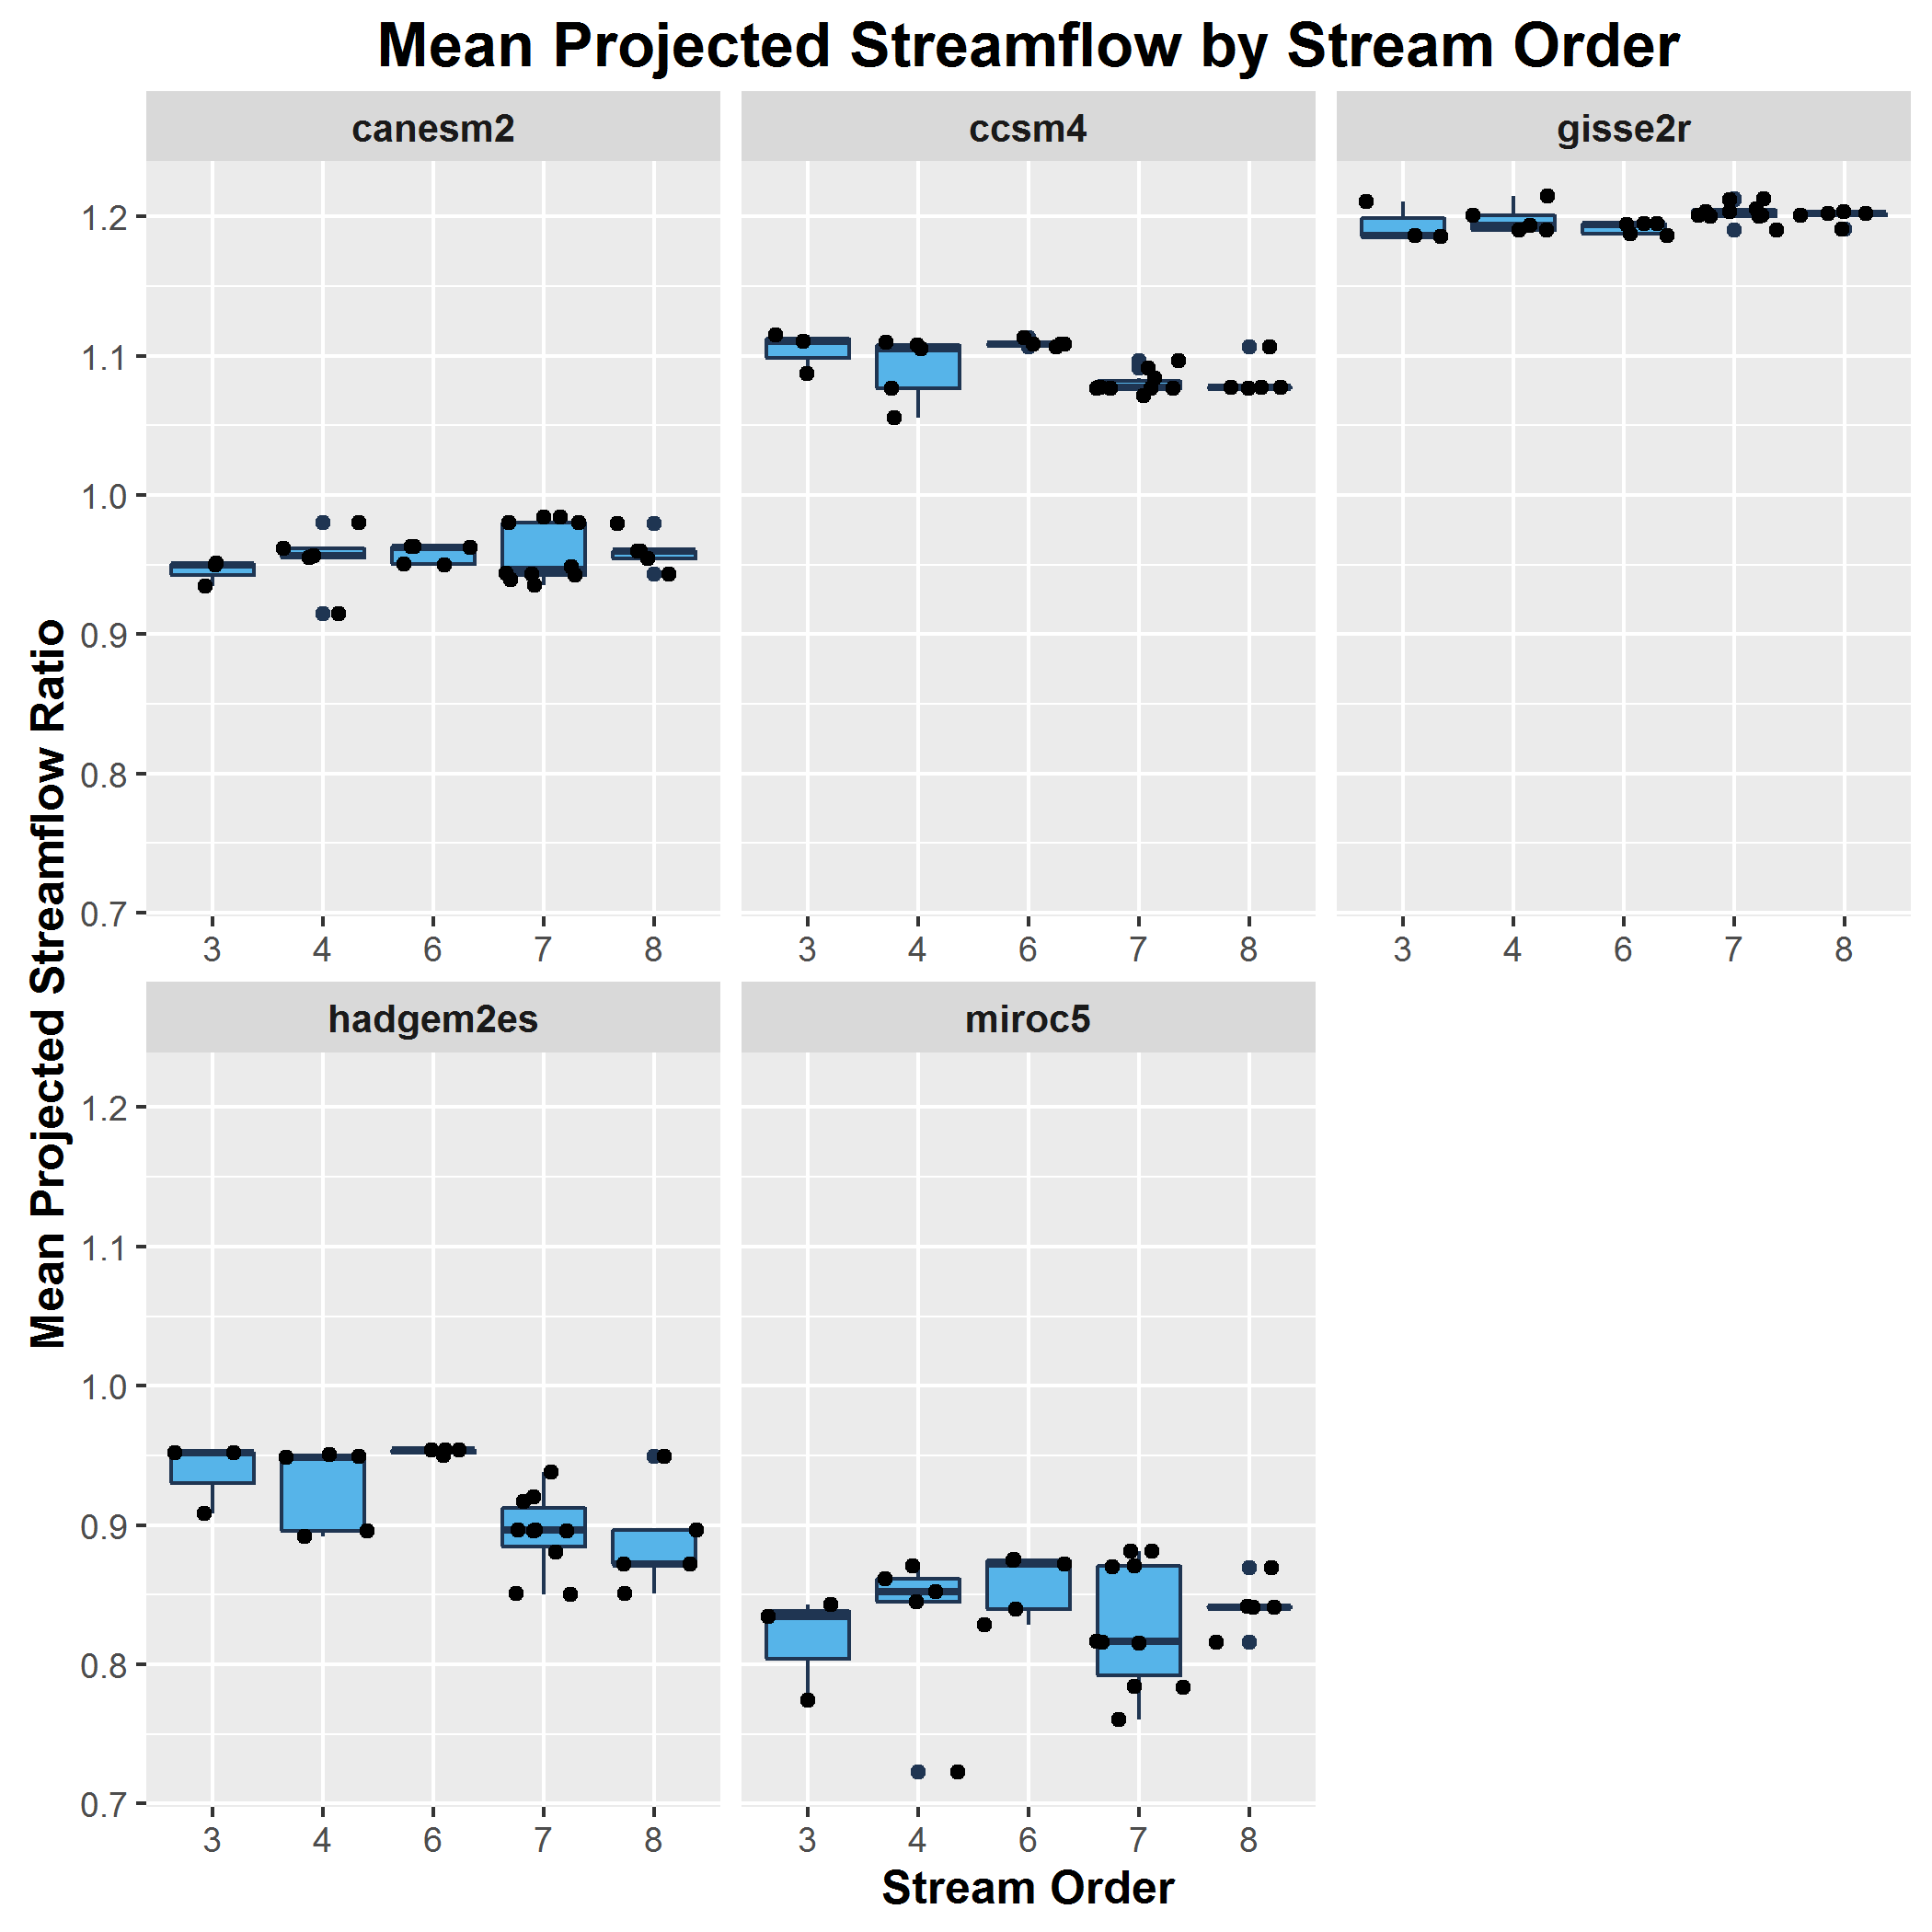 Mean Projected Streamflow by Stream Order
canesm2
ccsm4
gisse2r
1.2
1.1
1.0
0.9
0.8
0.7
3 4 6 7 8
3 4 6 7 8
3 4 6 7 8
Mean Projected Streamflow Ratio
hadgem2es
miroc5
1.2
1.1
1.0
0.9
0.8
0.7
3 4 6 7 8
3 4 6 7 8
Stream Order